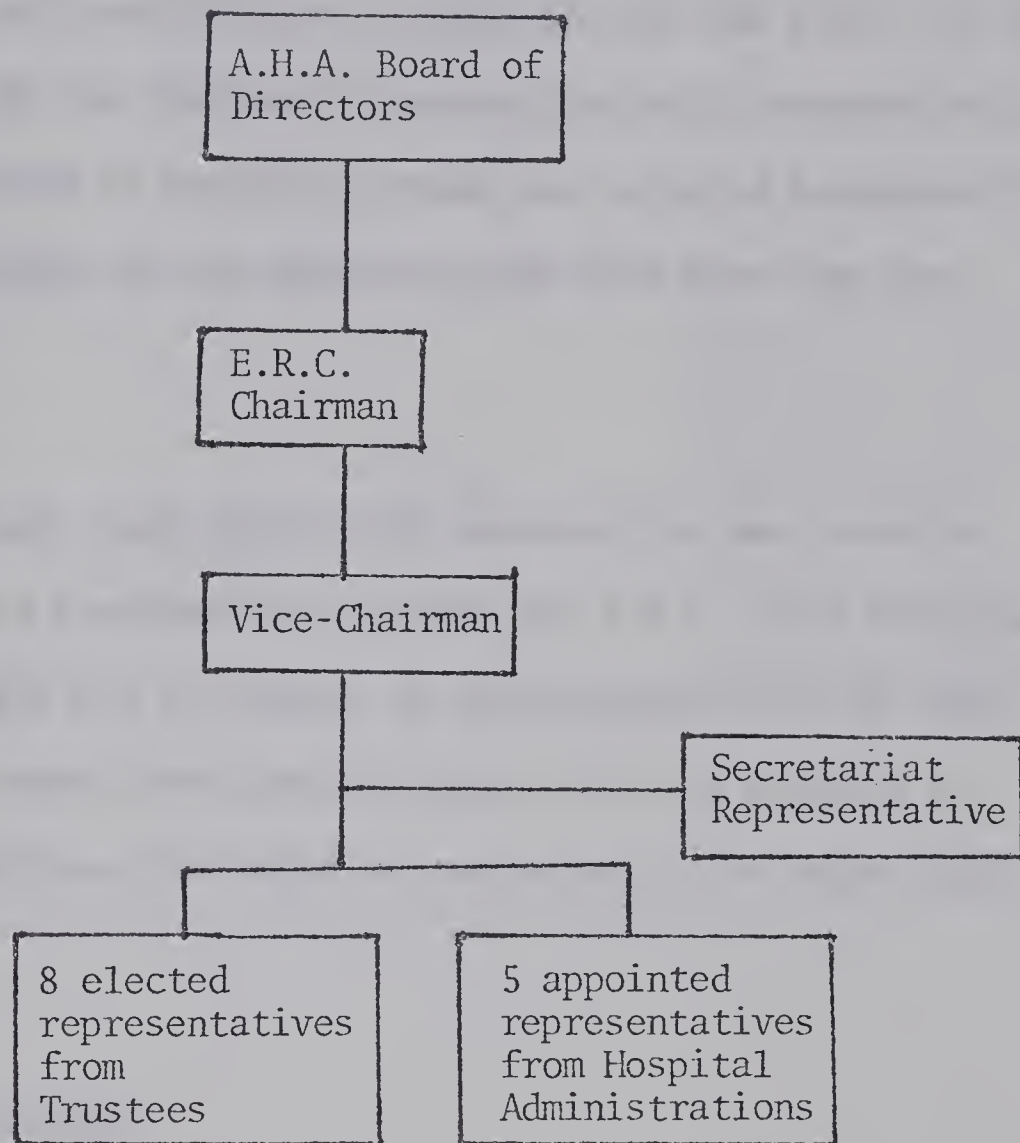 A.H.A. Board of
Directors
E.R.C.
Chairman
Vice-Chairman
Secretariat
Representative
8 elected
representatives
from
Trustees
5 appointed
representatives
from Hospital
Administrations